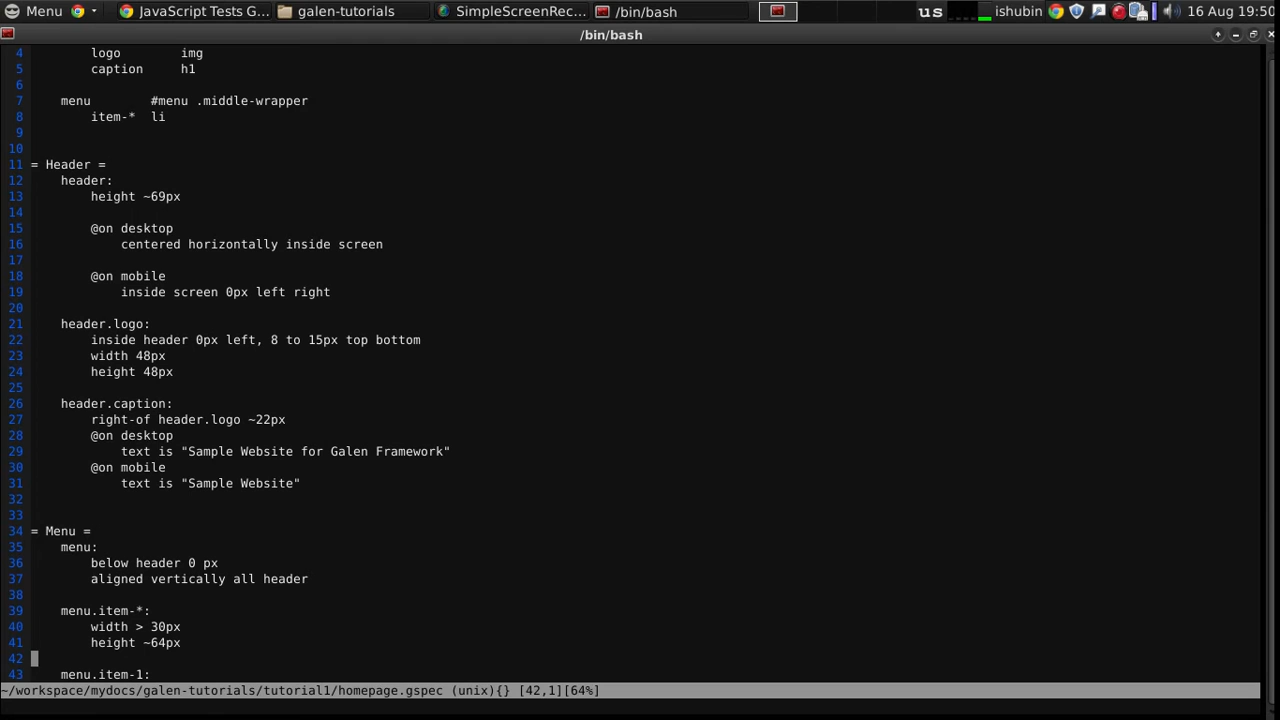 Menu JavaScript Tests G... galen-tutorials SimpleScreenRec... /bin/bash us ishubin 16 Aug 19:50
/bin/bash
4 logo img
5 caption h1
6
7 menu #menu .middle-wrapper
8 item-* li
9
10
11 = Header =
12 header:
13 height ~69px
14
15 @on desktop
16 centered horizontally inside screen
17
18 @on mobile
19 inside screen 0px left right
20
21 header.logo:
22 inside header 0px left, 8 to 15px top bottom
23 width 48px
24 height 48px
25
26 header.caption:
27 right-of header.logo ~22px
28 @on desktop
29 text is "Sample Website for Galen Framework"
30 @on mobile
31 text is "Sample Website"
32
33
34 = Menu =
35 menu:
36 below header 0 px
37 aligned vertically all header
38
39 menu.item-*:
40 width > 30px
41 height ~64px
42
43 menu.item-1:
~/workspace/mydocs/galen-tutorials/tutorial1/homepage.gspec (unix){} [42,1][64%]